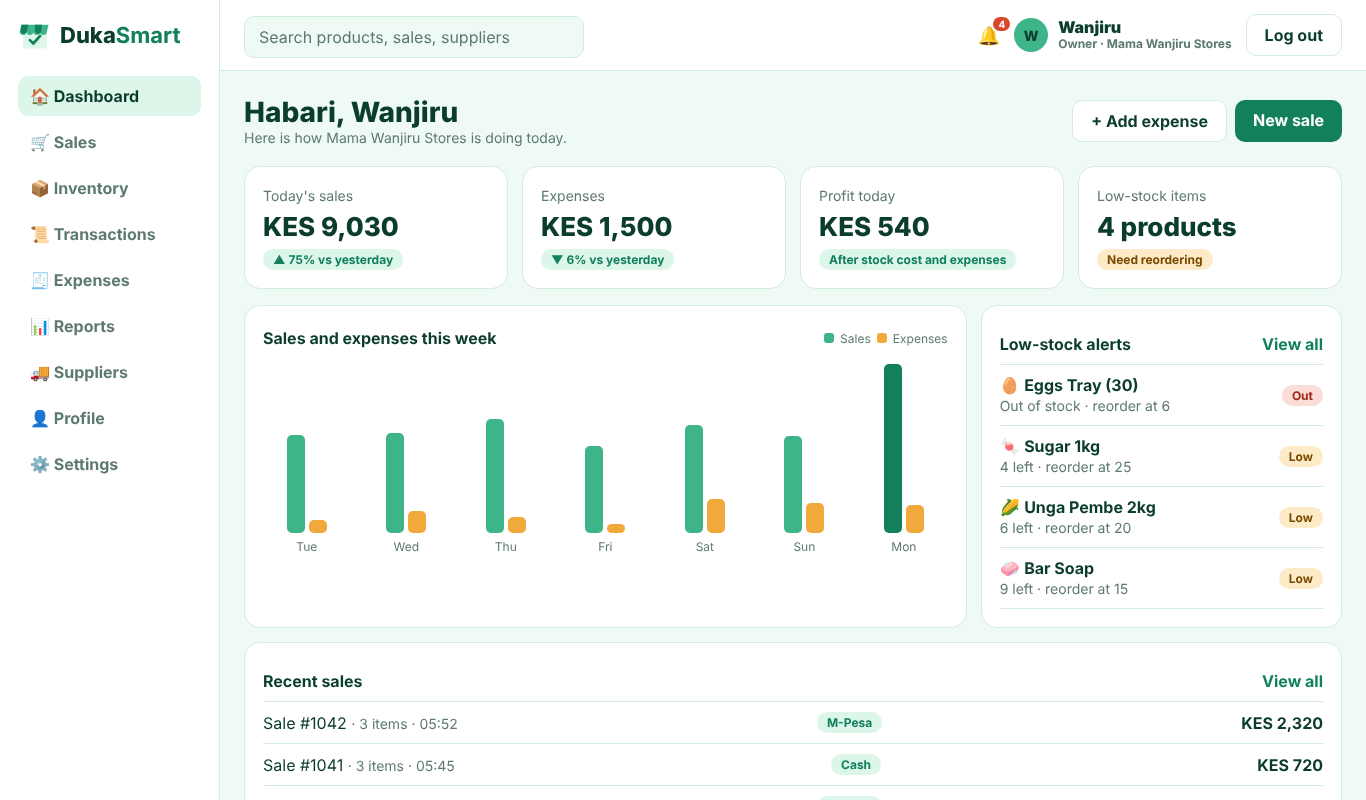 DukaSmart
Search products, sales, suppliers
4
W
Wanjiru
Owner · Mama Wanjiru Stores
Log out
Dashboard
Sales
Inventory
Transactions
Expenses
Reports
Suppliers
Profile
Settings
Habari, Wanjiru
Here is how Mama Wanjiru Stores is doing today.
+ Add expense
New sale
Today's sales
KES 9,030
▲ 75% vs yesterday
Expenses
KES 1,500
▼ 6% vs yesterday
Profit today
KES 540
After stock cost and expenses
Low-stock items
4 products
Need reordering
Sales and expenses this week
Sales
Expenses
Tue
Wed
Thu
Fri
Sat
Sun
Mon
Low-stock alerts
View all
Eggs Tray (30)
Out of stock · reorder at 6
Out
Sugar 1kg
4 left · reorder at 25
Low
Unga Pembe 2kg
6 left · reorder at 20
Low
Bar Soap
9 left · reorder at 15
Low
Recent sales
View all
Sale #1042 · 3 items · 05:52
M-Pesa
KES 2,320
Sale #1041 · 3 items · 05:45
Cash
KES 720